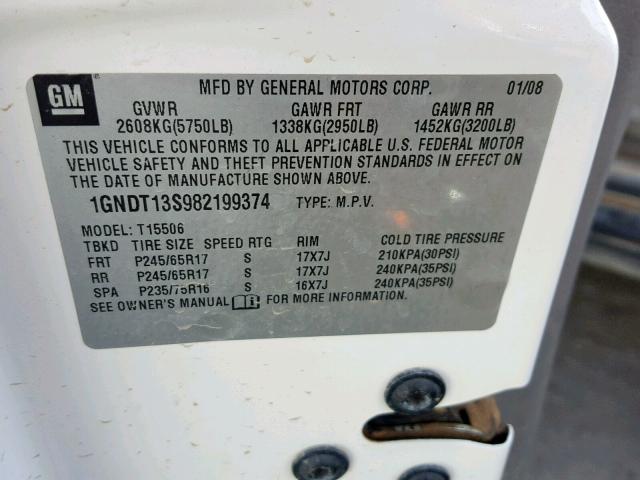 GM ® MFD BY GENERAL MOTORS CORP. 01/08
GVWR GAWR FRT GAWR RR
2608KG(5750LB) 1338KG(2950LB) 1452KG(3200LB)
THIS VEHICLE CONFORMS TO ALL APPLICABLE U.S. FEDERAL MOTOR
VEHICLE SAFETY AND THEFT PREVENTION STANDARDS IN EFFECT ON
THE DATE OF MANUFACTURE SHOWN ABOVE.
1GNDT13S982199374 TYPE: M.P.V.
MODEL: T15506
TBKD TIRE SIZE SPEED RTG RIM COLD TIRE PRESSURE
FRT P245/65R17 S 17X7J 210KPA(30PSI)
RR P245/65R17 S 17X7J 240KPA(35PSI)
SPA P235/75R16 S 16X7J 240KPA(35PSI)
SEE OWNER'S MANUAL FOR MORE INFORMATION.